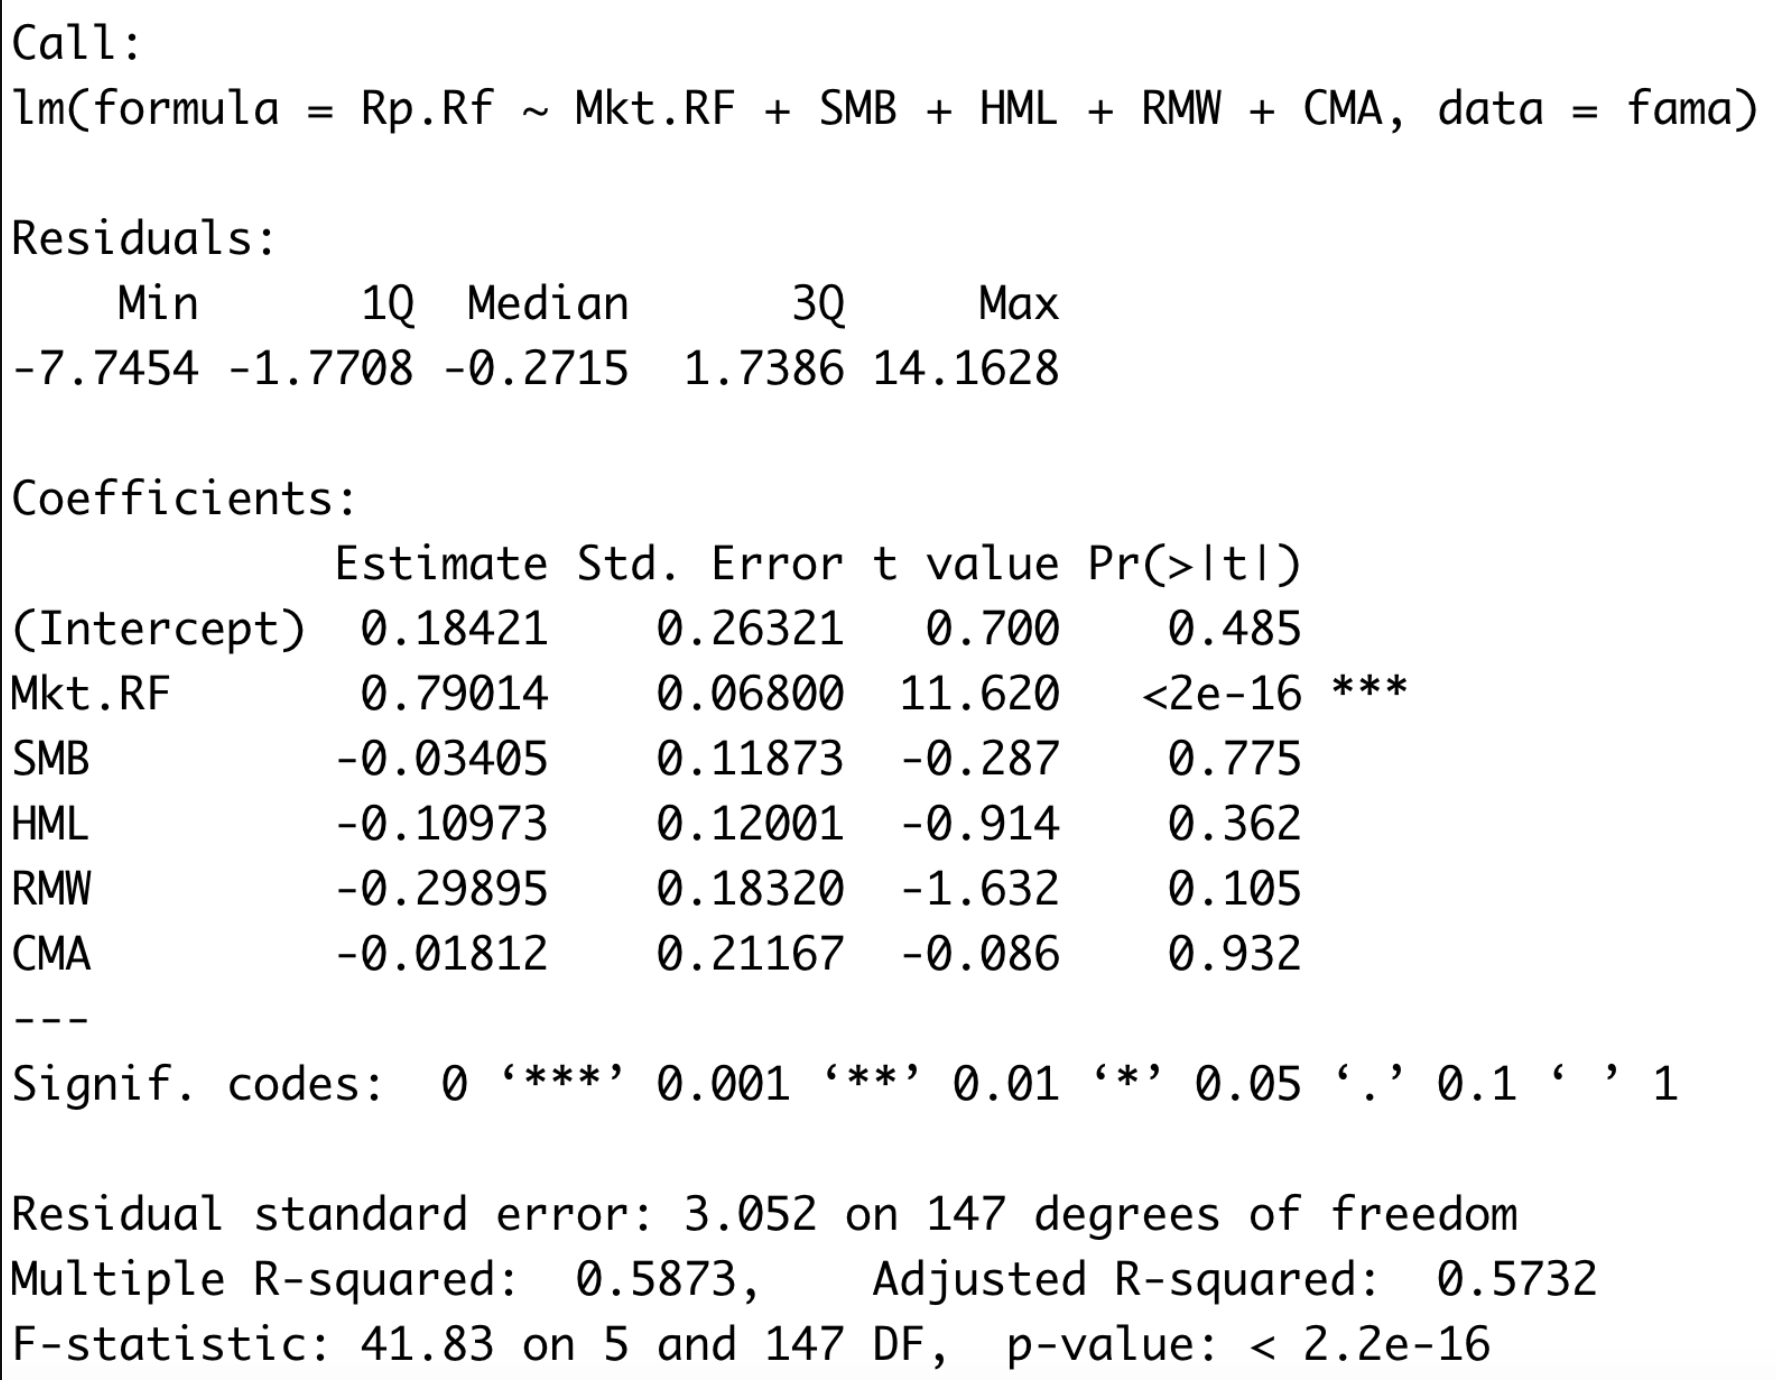 Call:
lm(formula = Rp.Rf ~ Mkt.RF + SMB + HML + RMW + CMA, data = fama)
Residuals:
    Min      1Q  Median      3Q     Max
-7.7454 -1.7708 -0.2715  1.7386 14.1628
Coefficients:
            Estimate Std. Error t value Pr(>|t|)
(Intercept)  0.18421    0.26321   0.700    0.485
Mkt.RF       0.79014    0.06800  11.620   <2e-16 ***
SMB         -0.03405    0.11873  -0.287    0.775
HML         -0.10973    0.12001  -0.914    0.362
RMW         -0.29895    0.18320  -1.632    0.105
CMA         -0.01812    0.21167  -0.086    0.932
---
Signif. codes:  0 ‘***’ 0.001 ‘**’ 0.01 ‘*’ 0.05 ‘.’ 0.1 ‘ ’ 1
Residual standard error: 3.052 on 147 degrees of freedom
Multiple R-squared:  0.5873,    Adjusted R-squared:  0.5732
F-statistic: 41.83 on 5 and 147 DF,  p-value: < 2.2e-16